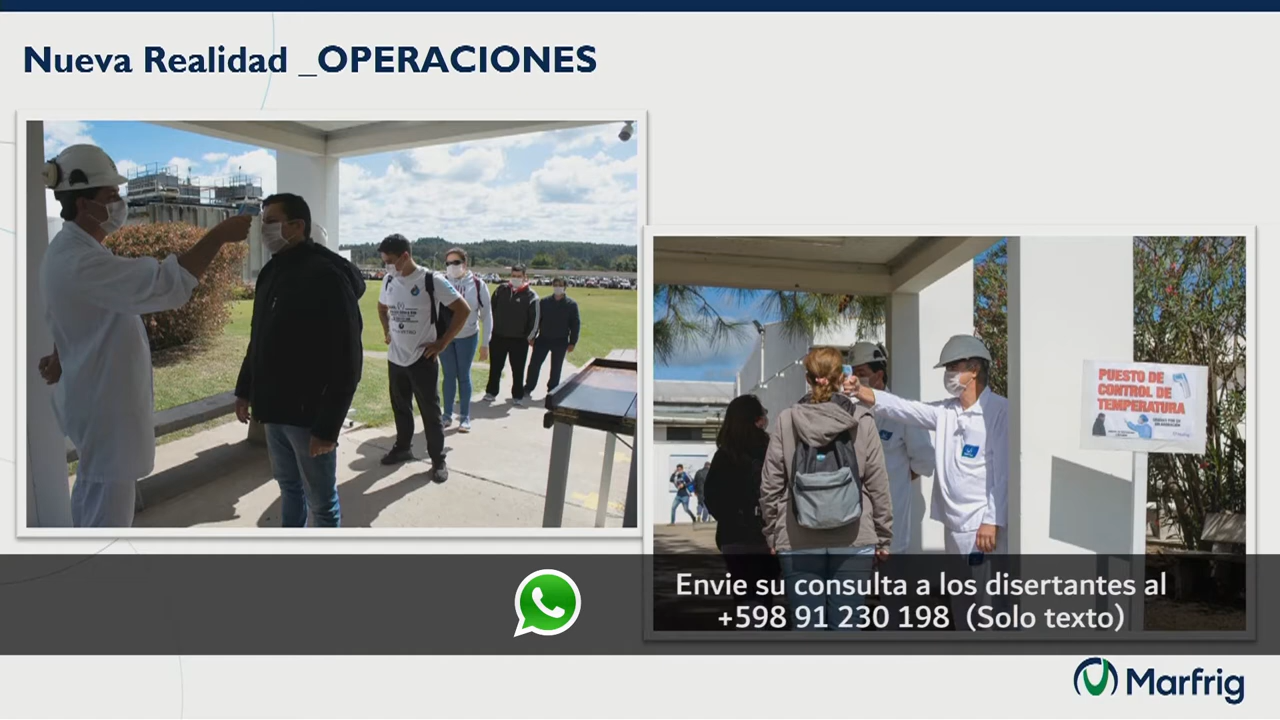 Nueva Realidad _OPERACIONES
PUESTO DE
CONTROL DE
TEMPERATURA
Envie su consulta a los disertantes al
+598 91 230 198 (Solo texto)
Marfrig